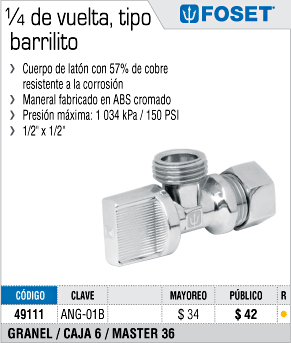 ¼ de vuelta, tipo
barrilito
FOSET®
❯ Cuerpo de latón con 57% de cobre
resistente a la corrosión
❯ Maneral fabricado en ABS cromado
❯ Presión máxima: 1 034 kPa / 150 PSI
❯ 1/2" x 1/2"
CÓDIGO CLAVE MAYOREO PÚBLICO R
49111 ANG-01B $ 34 $ 42
GRANEL / CAJA 6 / MASTER 36